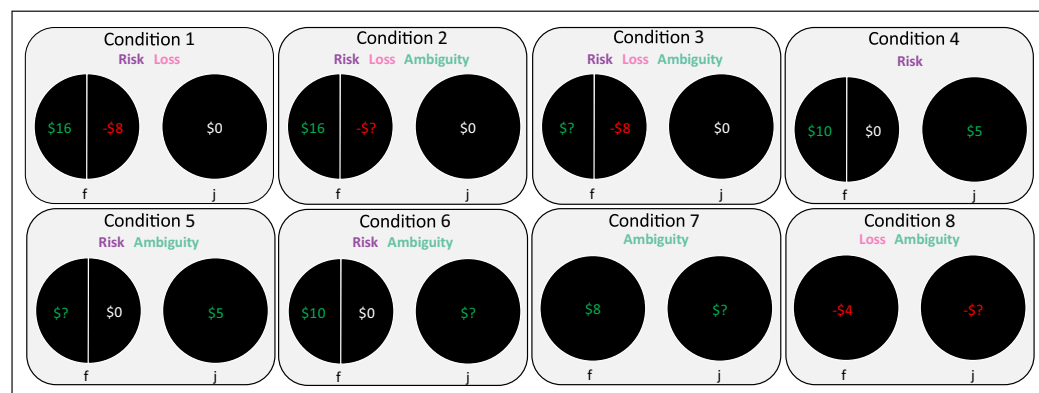 Condition 1
Risk Loss
$16 -$8 $0
f j
Condition 2
Risk Loss Ambiguity
$16 -$? $0
f j
Condition 3
Risk Loss Ambiguity
$? -$8 $0
f j
Condition 4
Risk
$10 $0 $5
f j
Condition 5
Risk Ambiguity
$? $0 $5
f j
Condition 6
Risk Ambiguity
$10 $0 $?
f j
Condition 7
Ambiguity
$8 $?
f j
Condition 8
Loss Ambiguity
-$4 -$?
f j